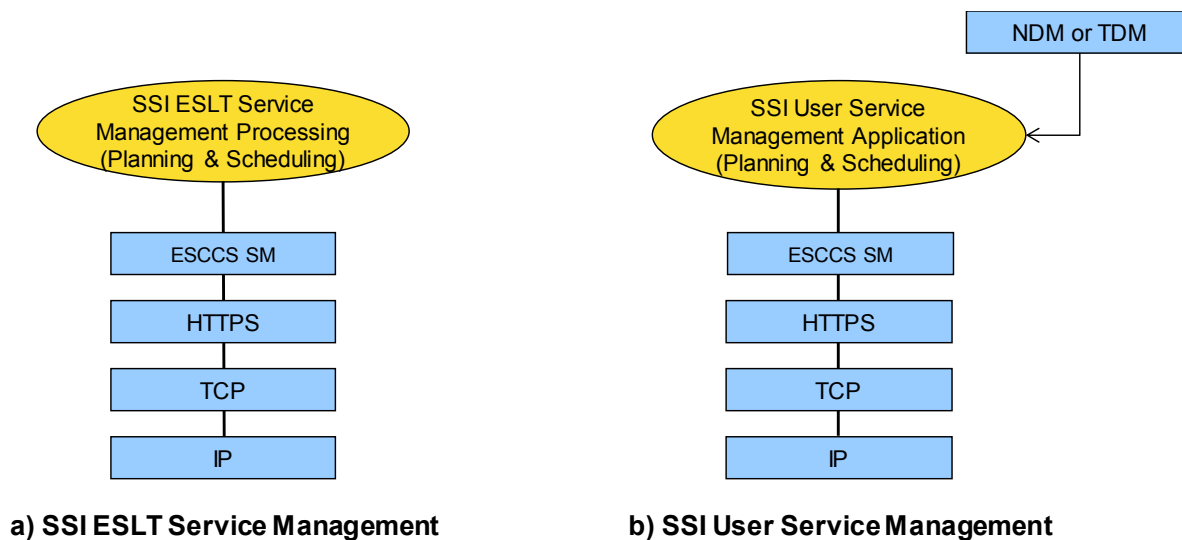 NDM or TDM
SSI ESLT Service
Management Processing
(Planning & Scheduling)
ESCCS SM
HTTPS
TCP
IP
a) SSI ESLT Service Management
SSI User Service
Management Application
(Planning & Scheduling)
ESCCS SM
HTTPS
TCP
IP
b) SSI User Service Management